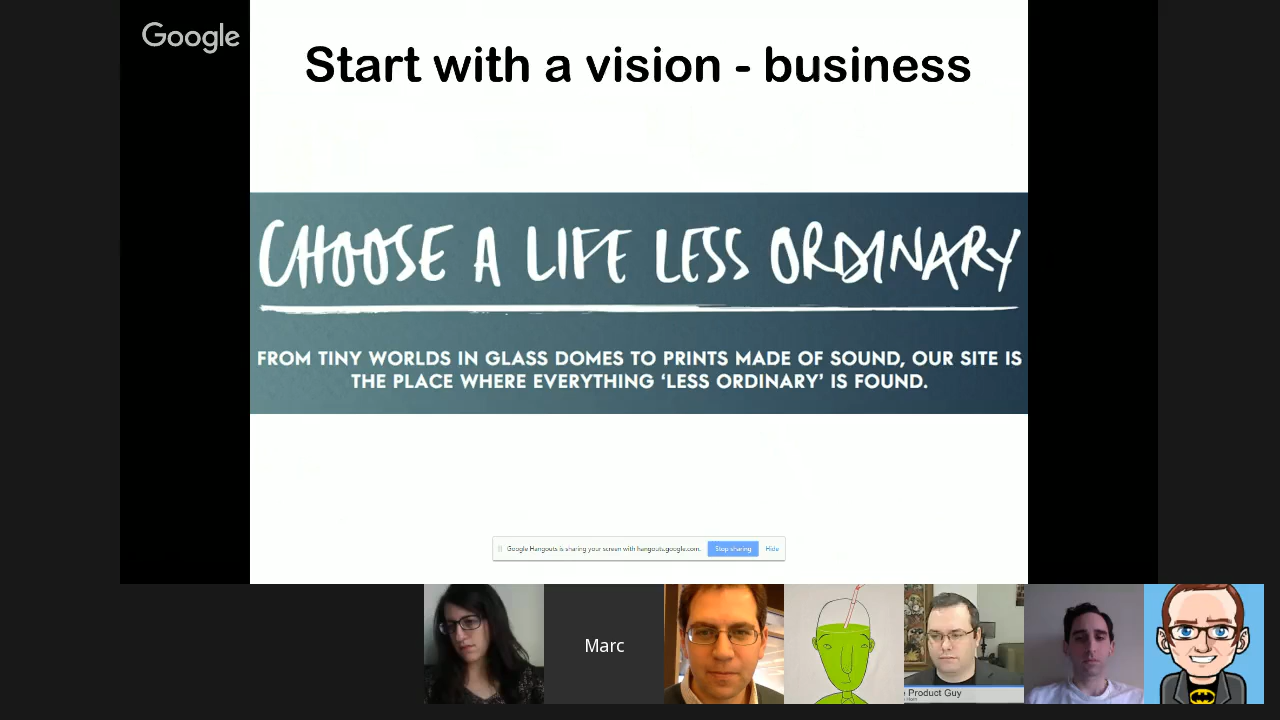 Google
Start with a vision - business
CHOOSE A LIFE LESS ORDINARY
FROM TINY WORLDS IN GLASS DOMES TO PRINTS MADE OF SOUND, OUR SITE IS
THE PLACE WHERE EVERYTHING ‘LESS ORDINARY’ IS FOUND.
Google Hangouts is sharing your screen with hangouts.google.com. Stop sharing Hide
Marc
Product Guy